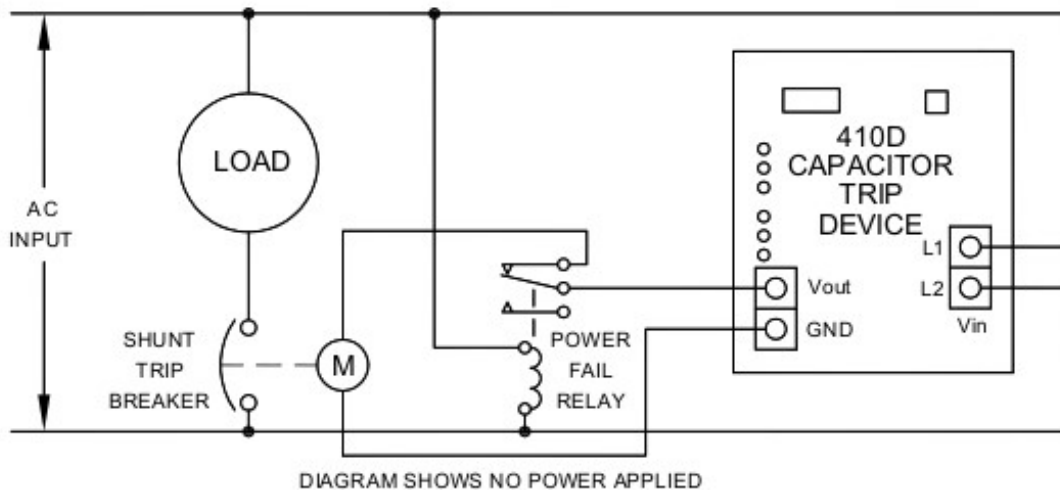 AC
INPUT
LOAD
SHUNT
TRIP
BREAKER
M
POWER
FAIL
RELAY
410D
CAPACITOR
TRIP
DEVICE
L1
L2
Vin
Vout
GND
DIAGRAM SHOWS NO POWER APPLIED